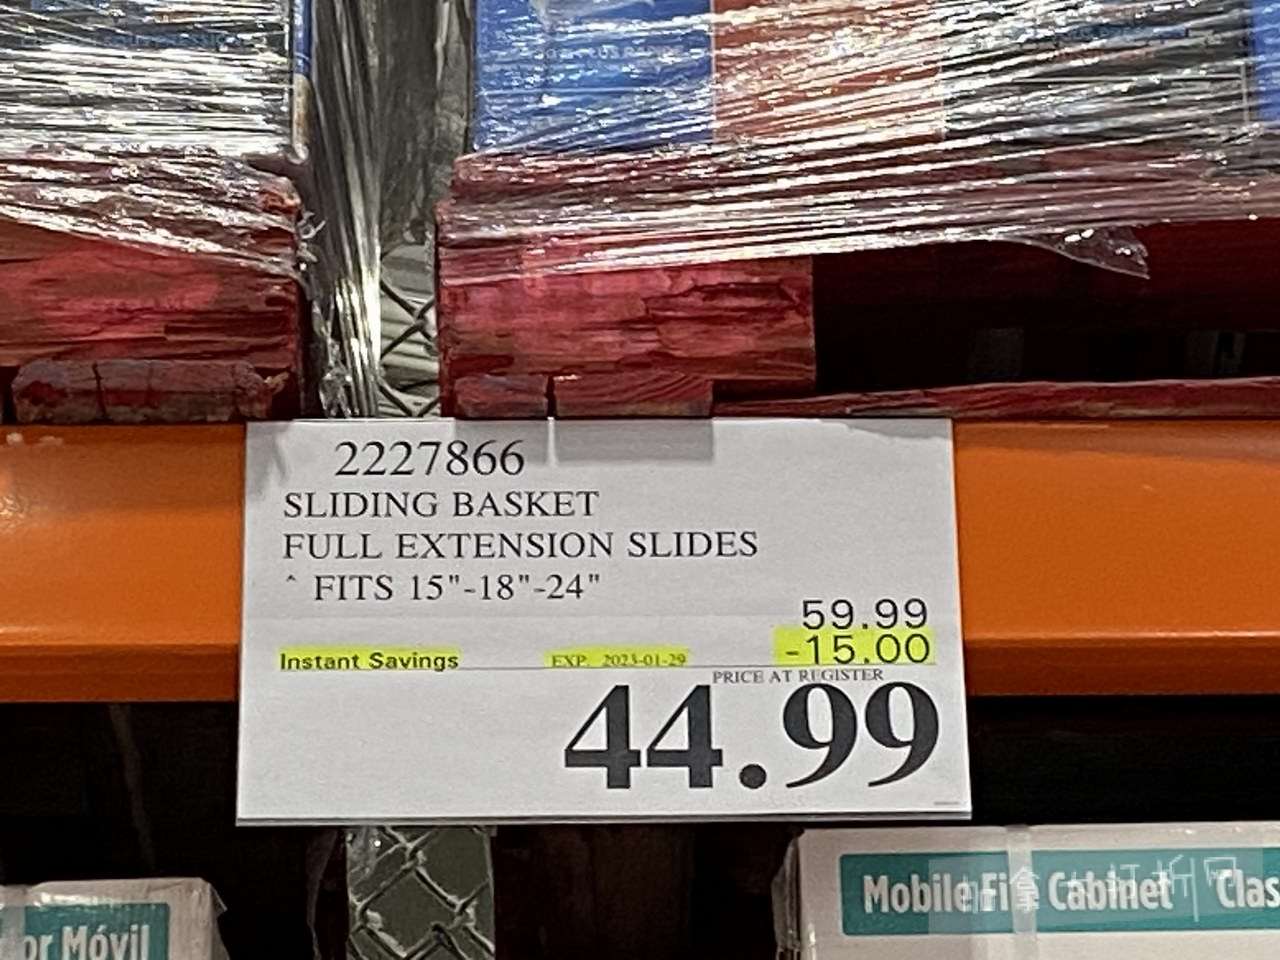 2227866
SLIDING BASKET
FULL EXTENSION SLIDES
^ FITS 15"-18"-24"
59.99
Instant Savings EXP. 2023-01-29 -15.00
PRICE AT REGISTER
44.99
or Móvil
Mobile Fi Cabinet Clas